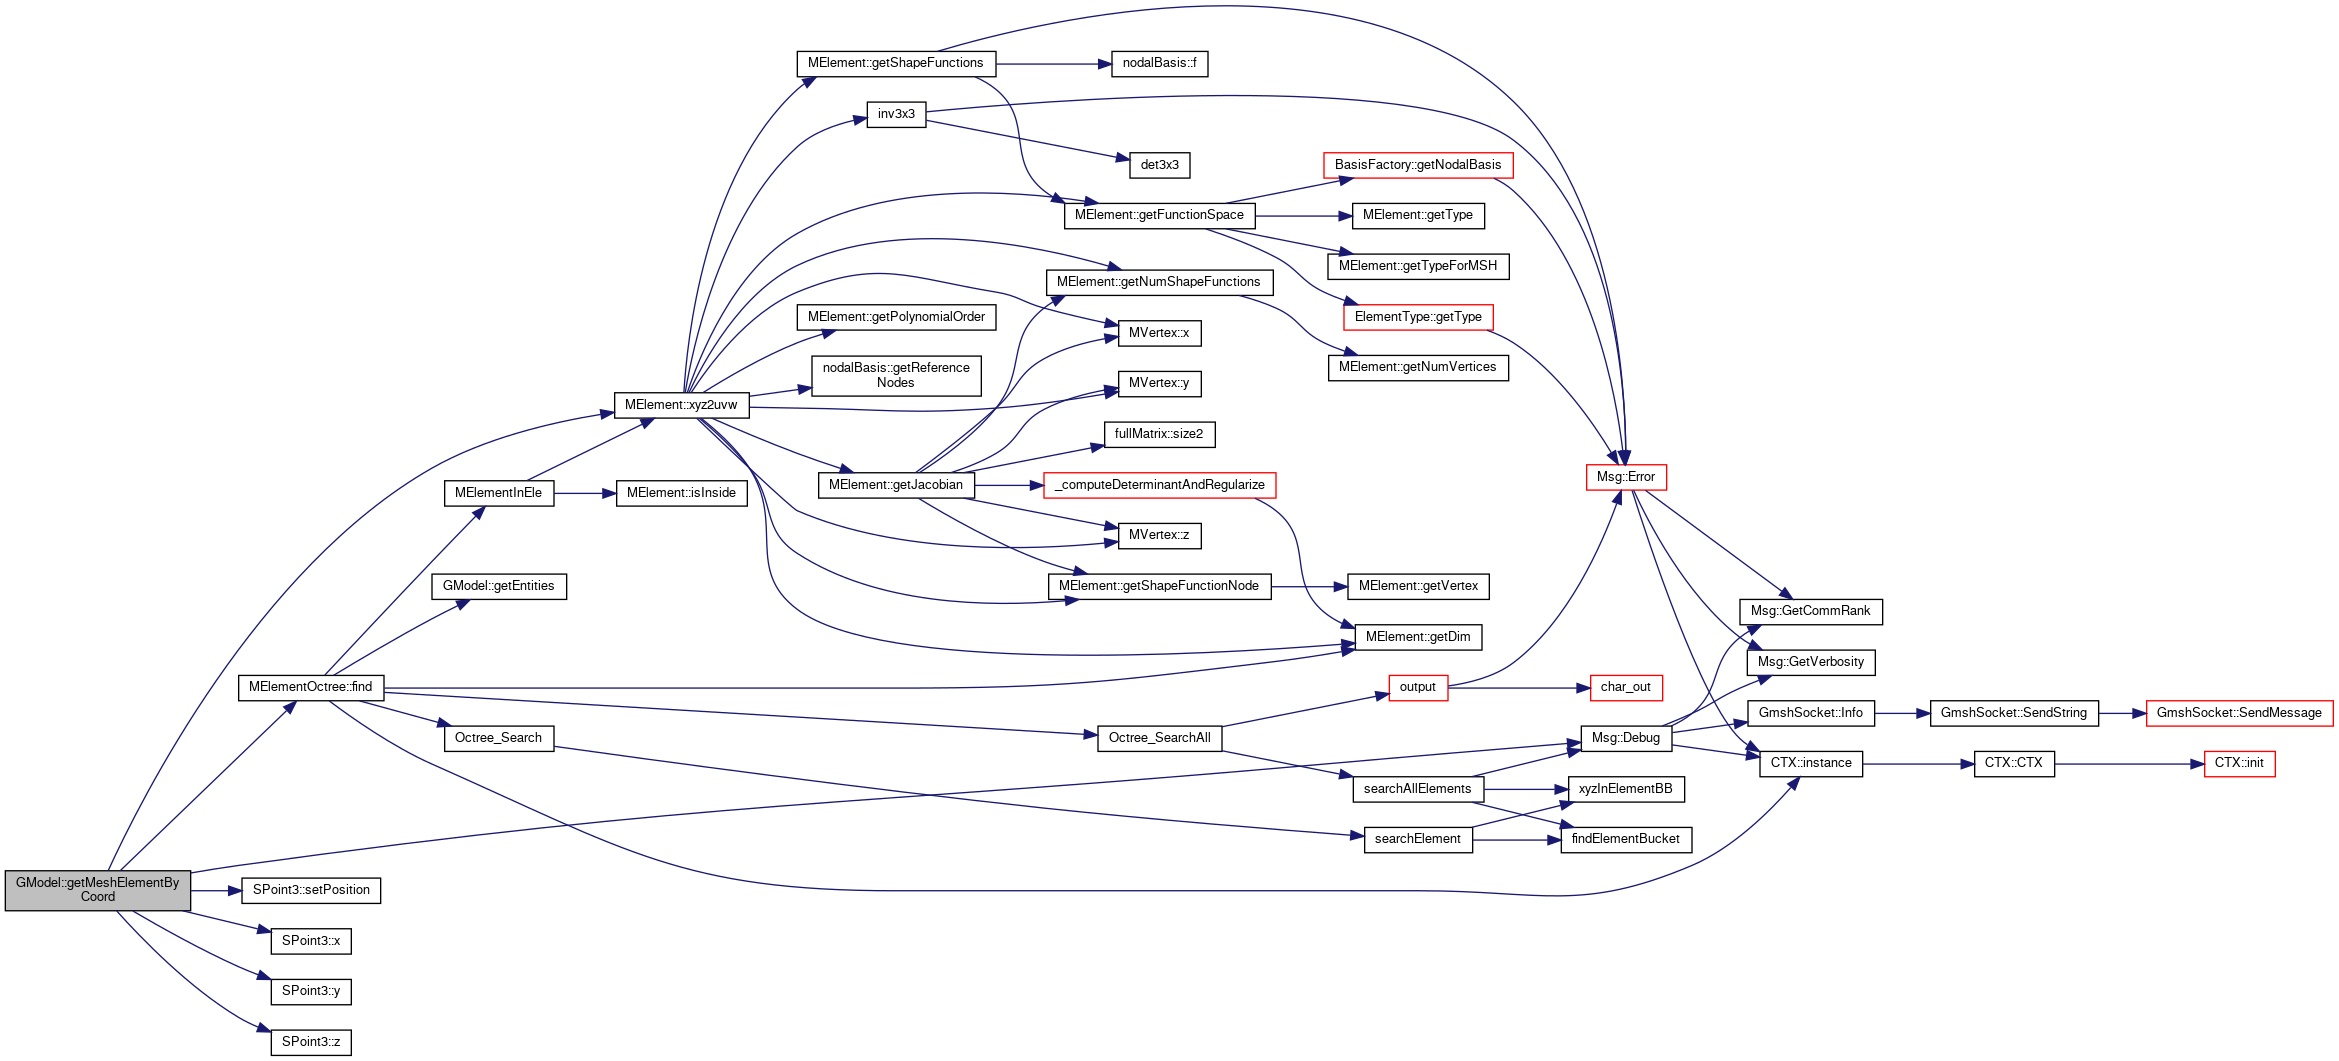 MElement::getShapeFunctions
nodalBasis::f
inv3x3
det3x3
BasisFactory::getNodalBasis
MElement::getFunctionSpace
MElement::getType
MElement::getTypeForMSH
MElement::getNumShapeFunctions
MElement::getPolynomialOrder
ElementType::getType
MVertex::x
nodalBasis::getReference
Nodes
MElement::getNumVertices
MVertex::y
MElement::xyz2uvw
fullMatrix::size2
Msg::Error
MElementInEle
MElement::isInside
MElement::getJacobian
_computeDeterminantAndRegularize
MVertex::z
GModel::getEntities
MElement::getShapeFunctionNode
MElement::getVertex
Msg::GetCommRank
MElement::getDim
Msg::GetVerbosity
MElementOctree::find
output
char_out
GmshSocket::Info
GmshSocket::SendString
GmshSocket::SendMessage
Octree_Search
Octree_SearchAll
Msg::Debug
CTX::instance
CTX::CTX
CTX::init
searchAllElements
xyzInElementBB
searchElement
findElementBucket
GModel::getMeshElementBy
Coord
SPoint3::setPosition
SPoint3::x
SPoint3::y
SPoint3::z